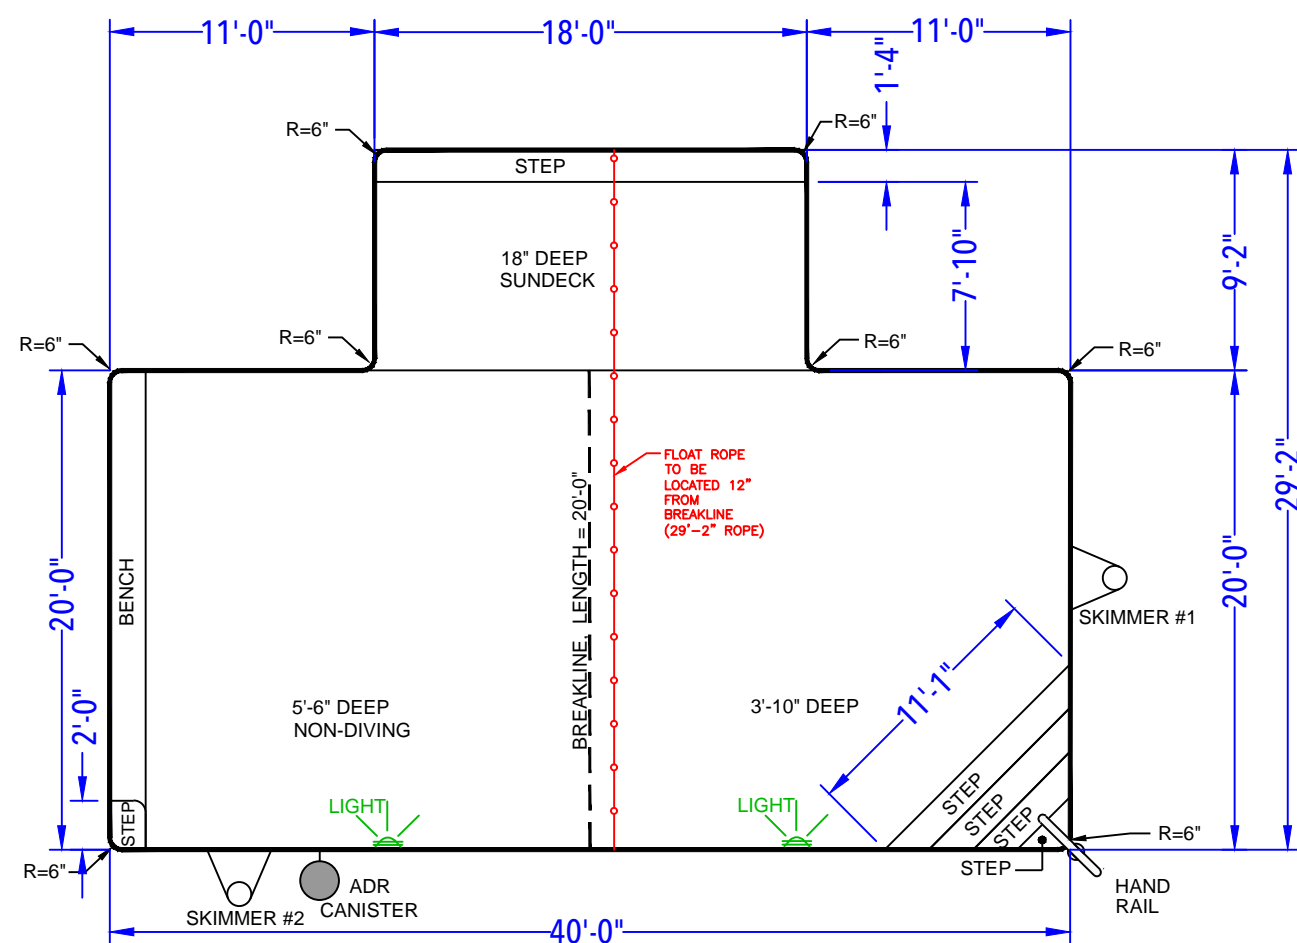 11'-0"
18'-0"
11'-0"
1'-4"
R=6"
R=6"
STEP
18" DEEP
SUNDECK
7'-10"
9'-2"
29'-2"
R=6"
R=6"
R=6"
R=6"
FLOAT ROPE
TO BE
LOCATED 12"
FROM
BREAKLINE
(29'-2" ROPE)
BREAKLINE, LENGTH = 20'-0"
BENCH
20'-0"
20'-0"
SKIMMER #1
2'-0"
5'-6" DEEP
NON-DIVING
3'-10" DEEP
11'-1"
LIGHT
LIGHT
STEP
STEP
STEP
STEP
STEP
R=6"
R=6"
SKIMMER #2
ADR
CANISTER
HAND
RAIL
40'-0"